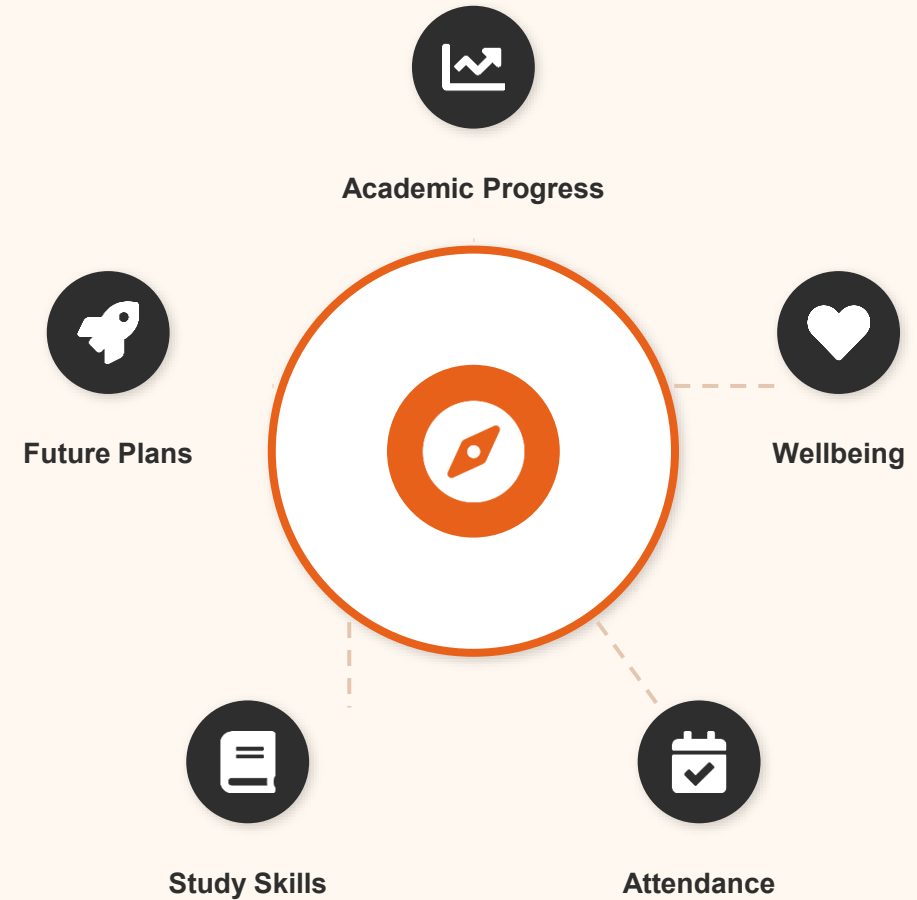 Academic Progress
Future Plans
Wellbeing
Study Skills
Attendance